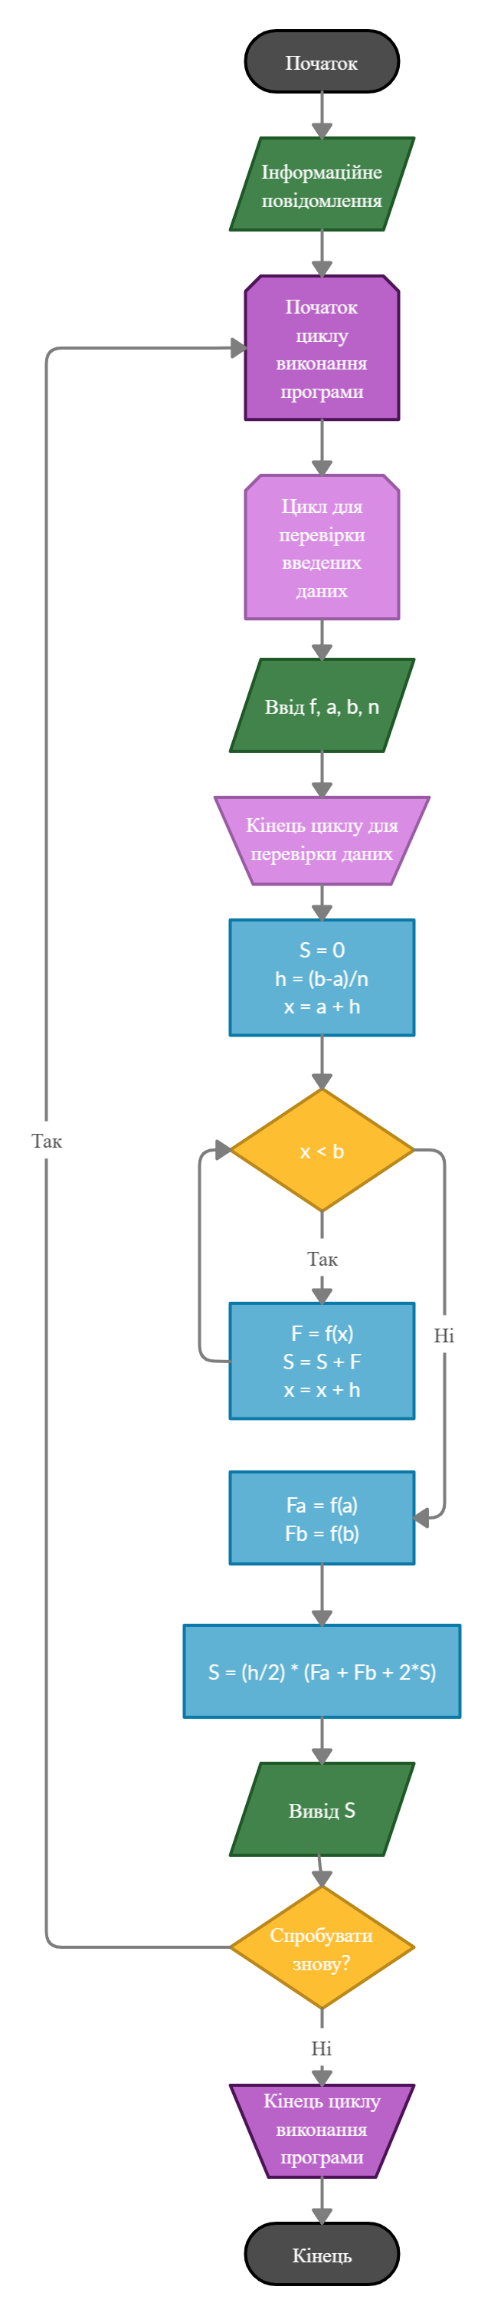 Початок
Інформаційне
повідомлення
Початок
циклу
виконання
програми
Цикл для
перевірки
введених
даних
Ввід f, a, b, n
Кінець циклу для
перевірки даних
S = 0
h = (b-a)/n
x = a + h
Так
x < b
Так
F = f(x)
S = S + F
x = x + h
Ні
Fa = f(a)
Fb = f(b)
S = (h/2) * (Fa + Fb + 2*S)
Вивід S
Спробувати
знову?
Ні
Кінець циклу
виконання
програми
Кінець